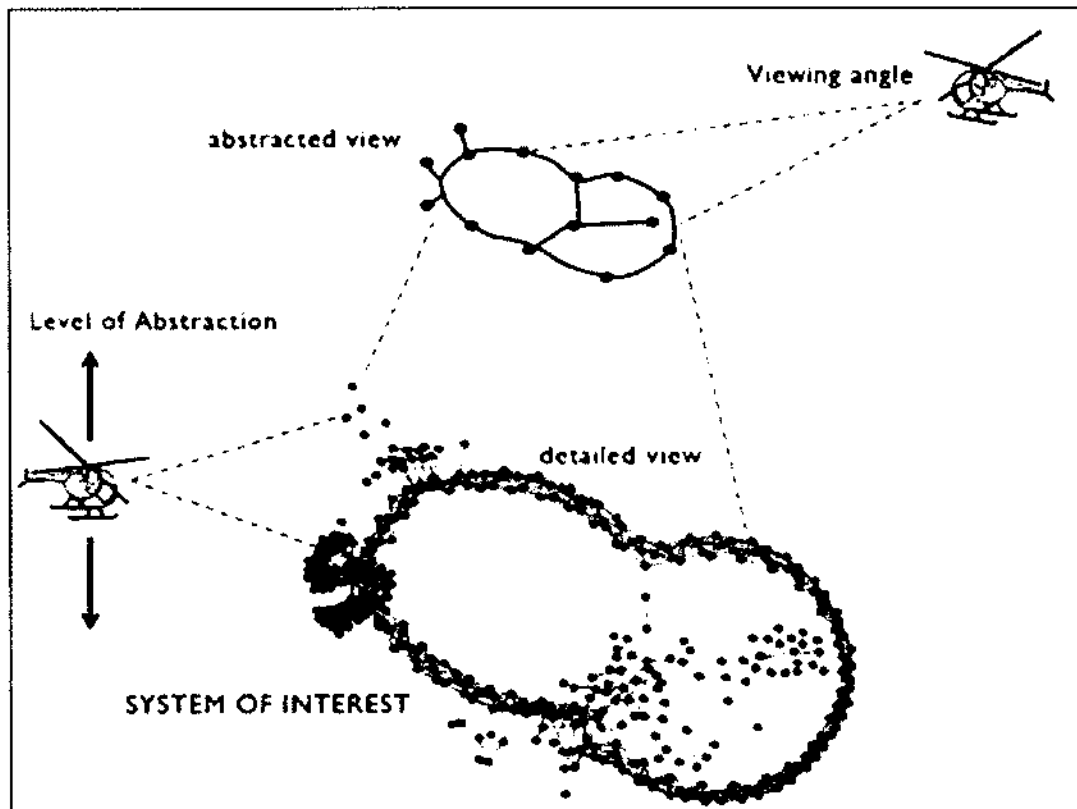 Viewing angle
abstracted view
Level of Abstraction
detailed view
SYSTEM OF INTEREST